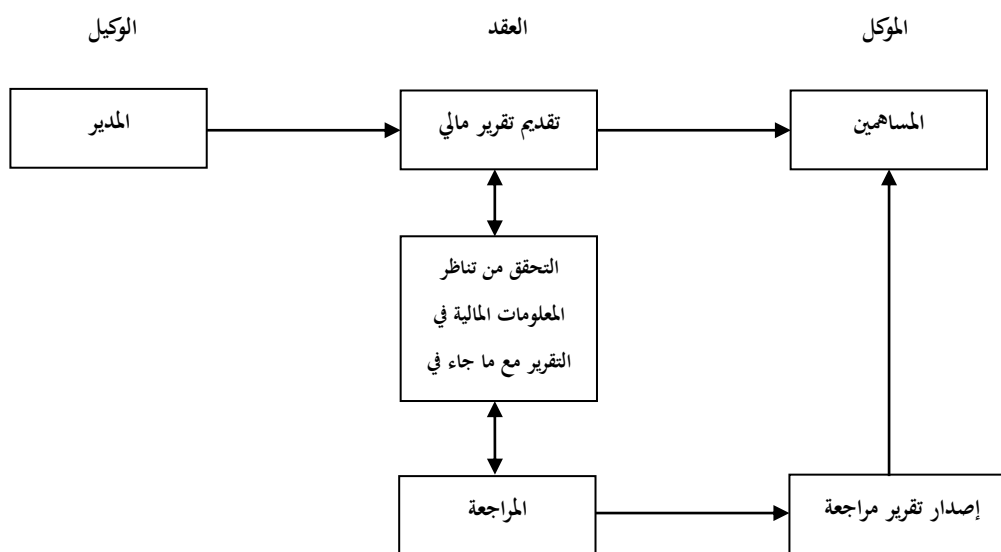 الموكل
العقد
الوكيل
المساهمين
تقديم تقرير مالي
المدير
التحقق من تناظر
المعلومات المالية في
التقرير مع ما جاء في
إصدار تقرير مراجعة
المراجعة